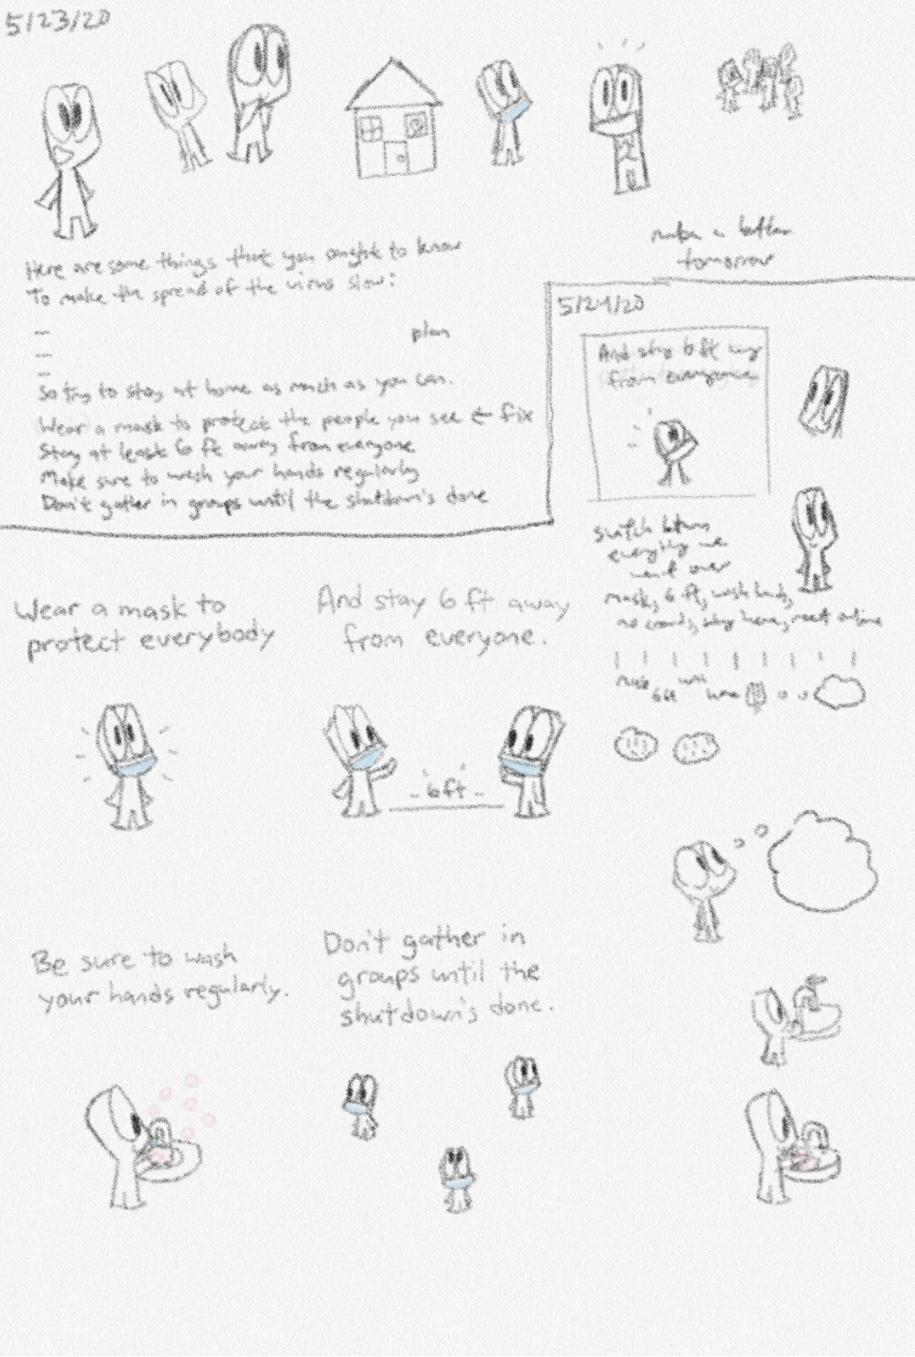 5/23/20
Here are some things that you ought to know
To make the spread of the virus slow:
plan
So try to stay at home as much as you can.
Wear a mask to protect the people you see ← fix
Stay at least 6 ft away from everyone
Make sure to wash your hands regularly
Don't gather in groups until the shutdown's done
make a better
tomorrow
5/24/20
And stay 6 ft
from everyone
switch btwn
everything we
went over
mask, 6 ft, wash hands,
no crowds, stay home, meet online
mask
6ft
wash
home
Wear a mask to
protect everybody
And stay 6 ft away
from everyone.
6ft
Be sure to wash
your hands regularly.
Don't gather in
groups until the
shutdown's done.